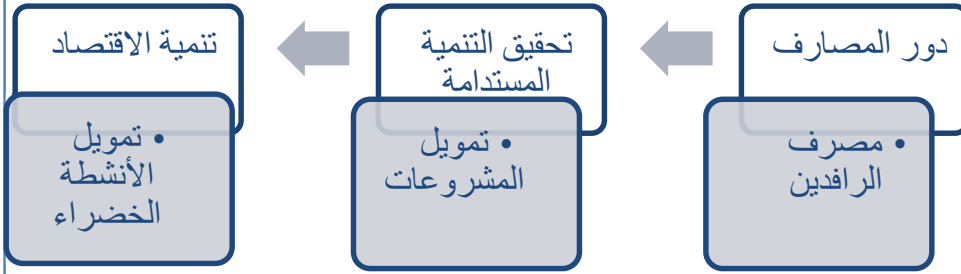 دور المصارف
• مصرف
الرافدين
تحقيق التنمية
المستدامة
• تمويل
المشروعات
تنمية الاقتصاد
• تمويل
الأنشطة
الخضراء